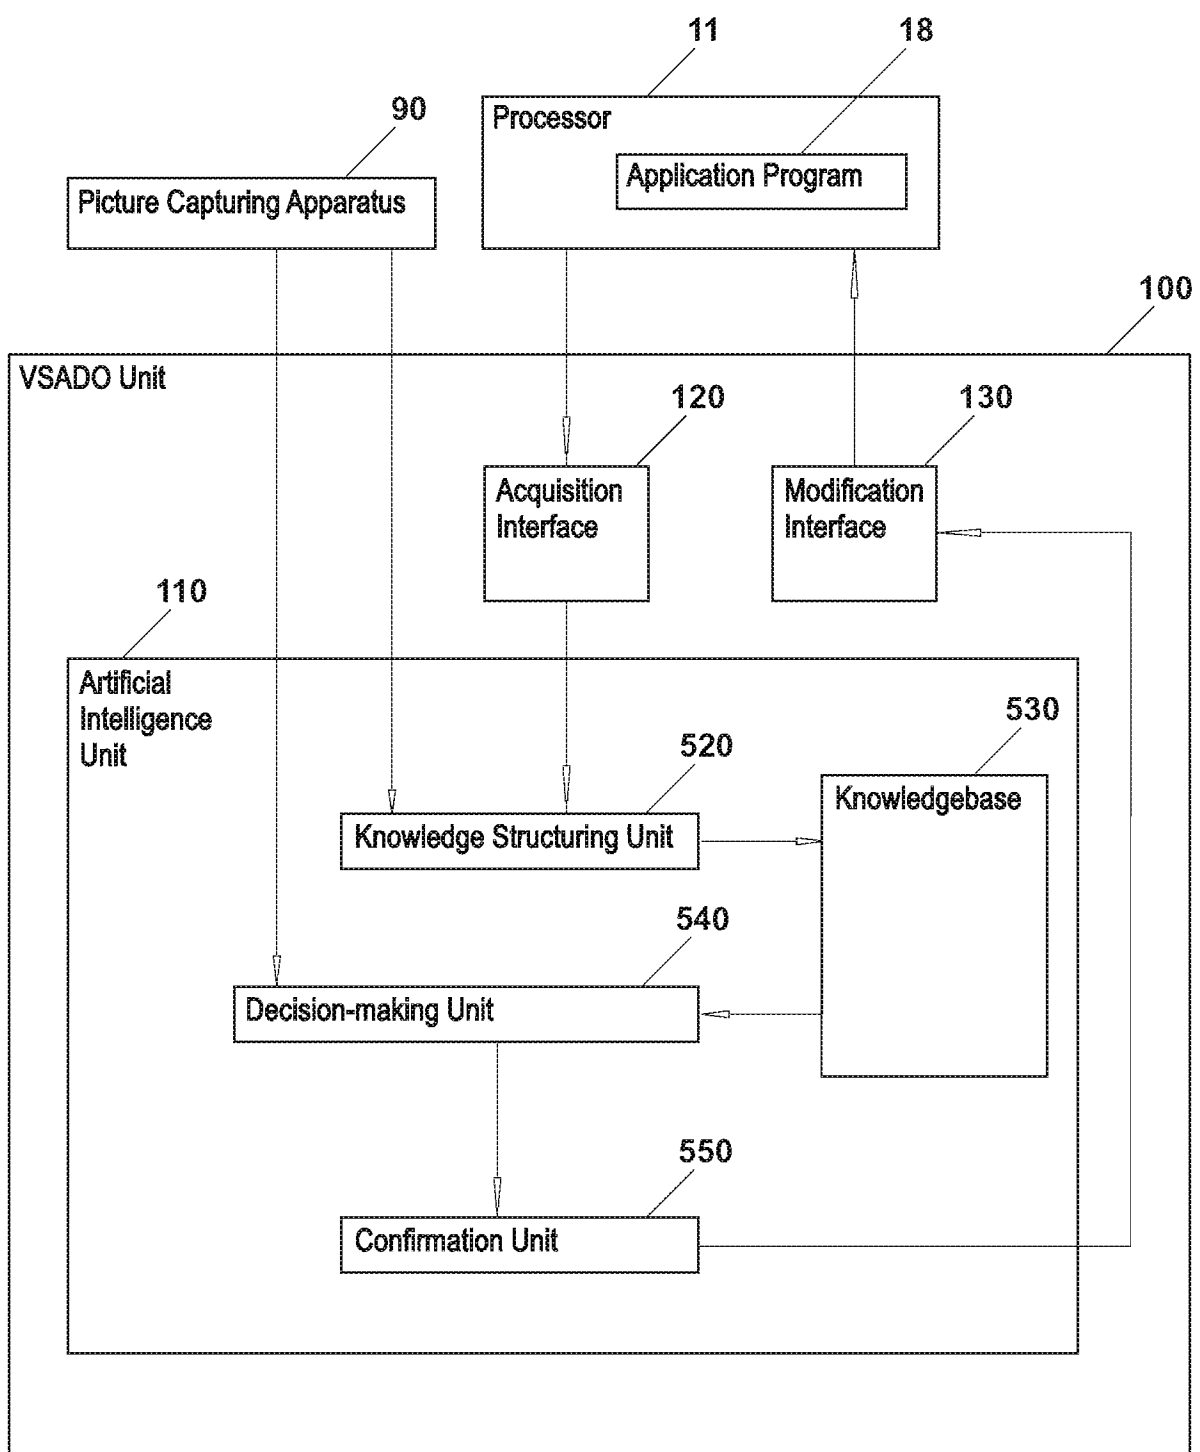 11
18
90
Processor
Application Program
Picture Capturing Apparatus
100
VSADO Unit
120
130
Acquisition
Interface
Modification
Interface
110
Artificial
Intelligence
Unit
520
530
Knowledgebase
Knowledge Structuring Unit
540
Decision-making Unit
550
Confirmation Unit